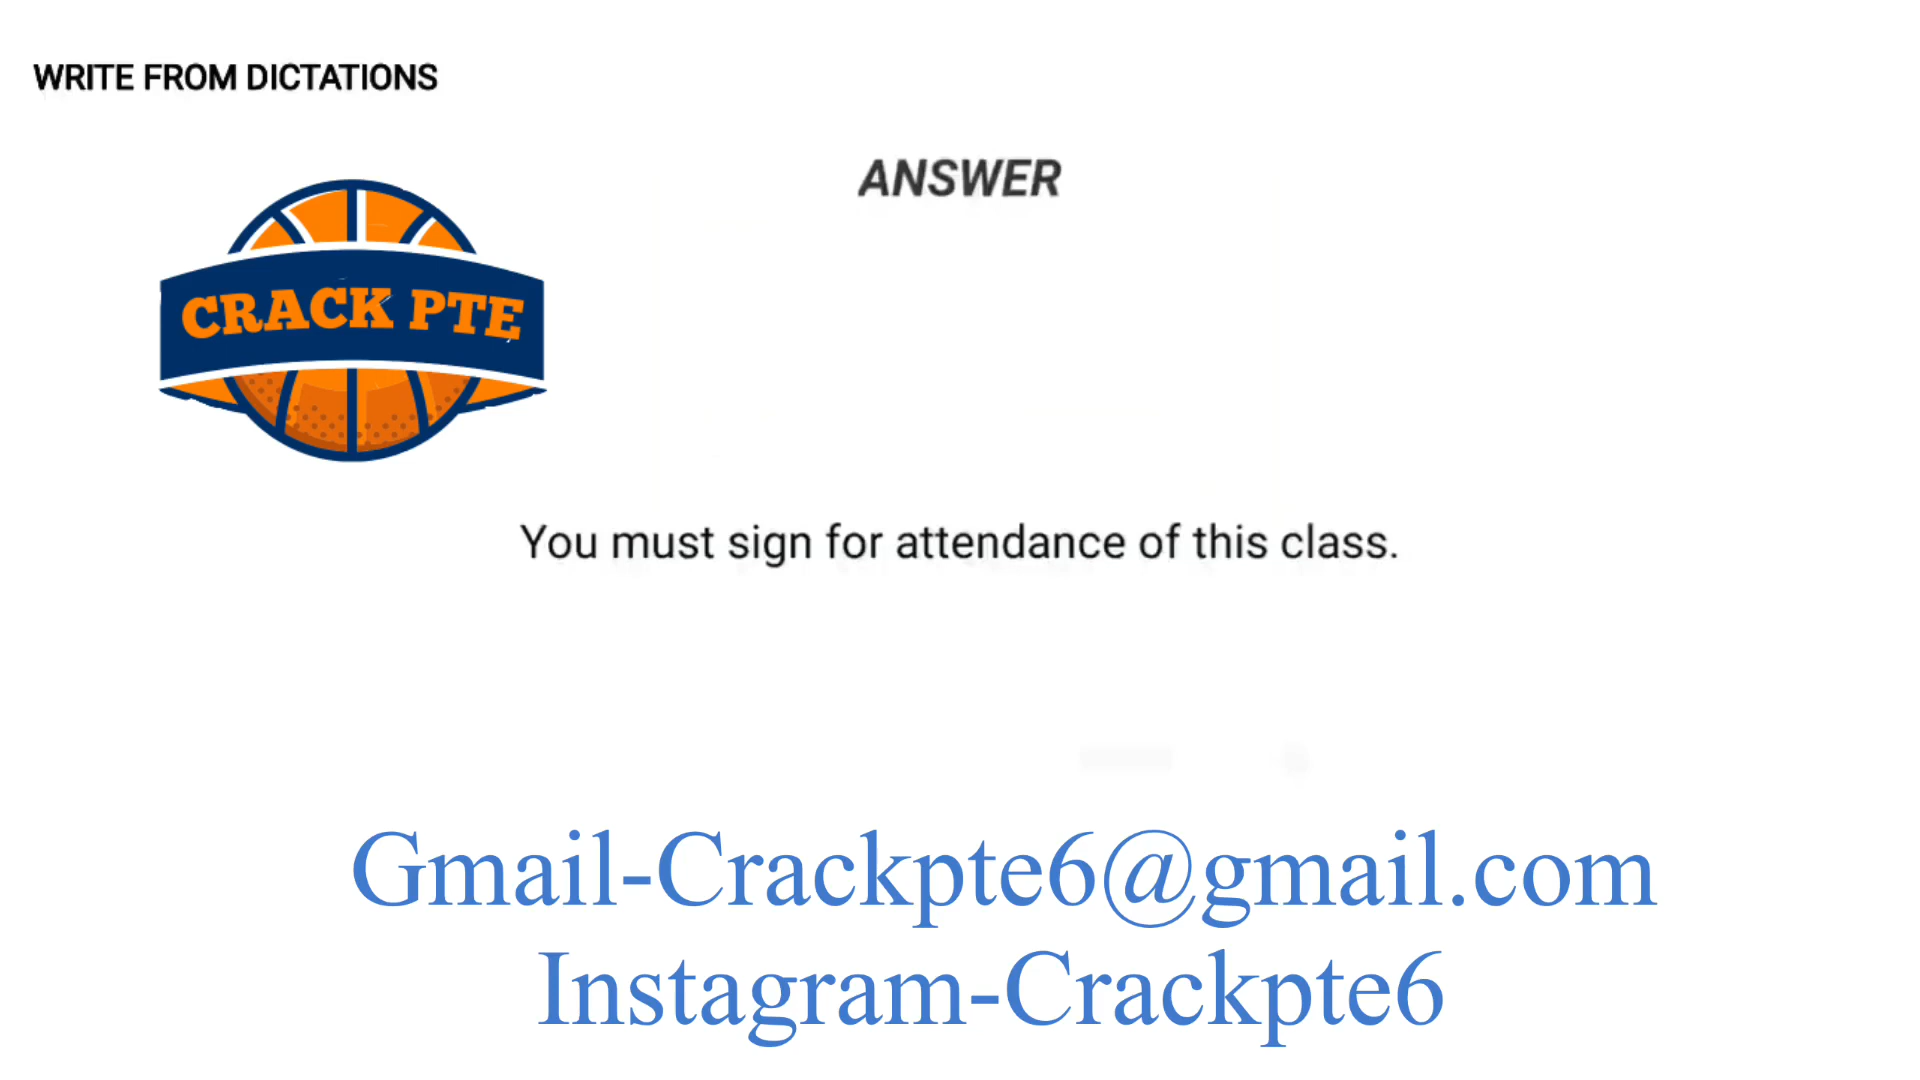 WRITE FROM DICTATIONS
ANSWER
CRACK PTE
You must sign for attendance of this class.
Gmail-Crackpte6@gmail.com
Instagram-Crackpte6